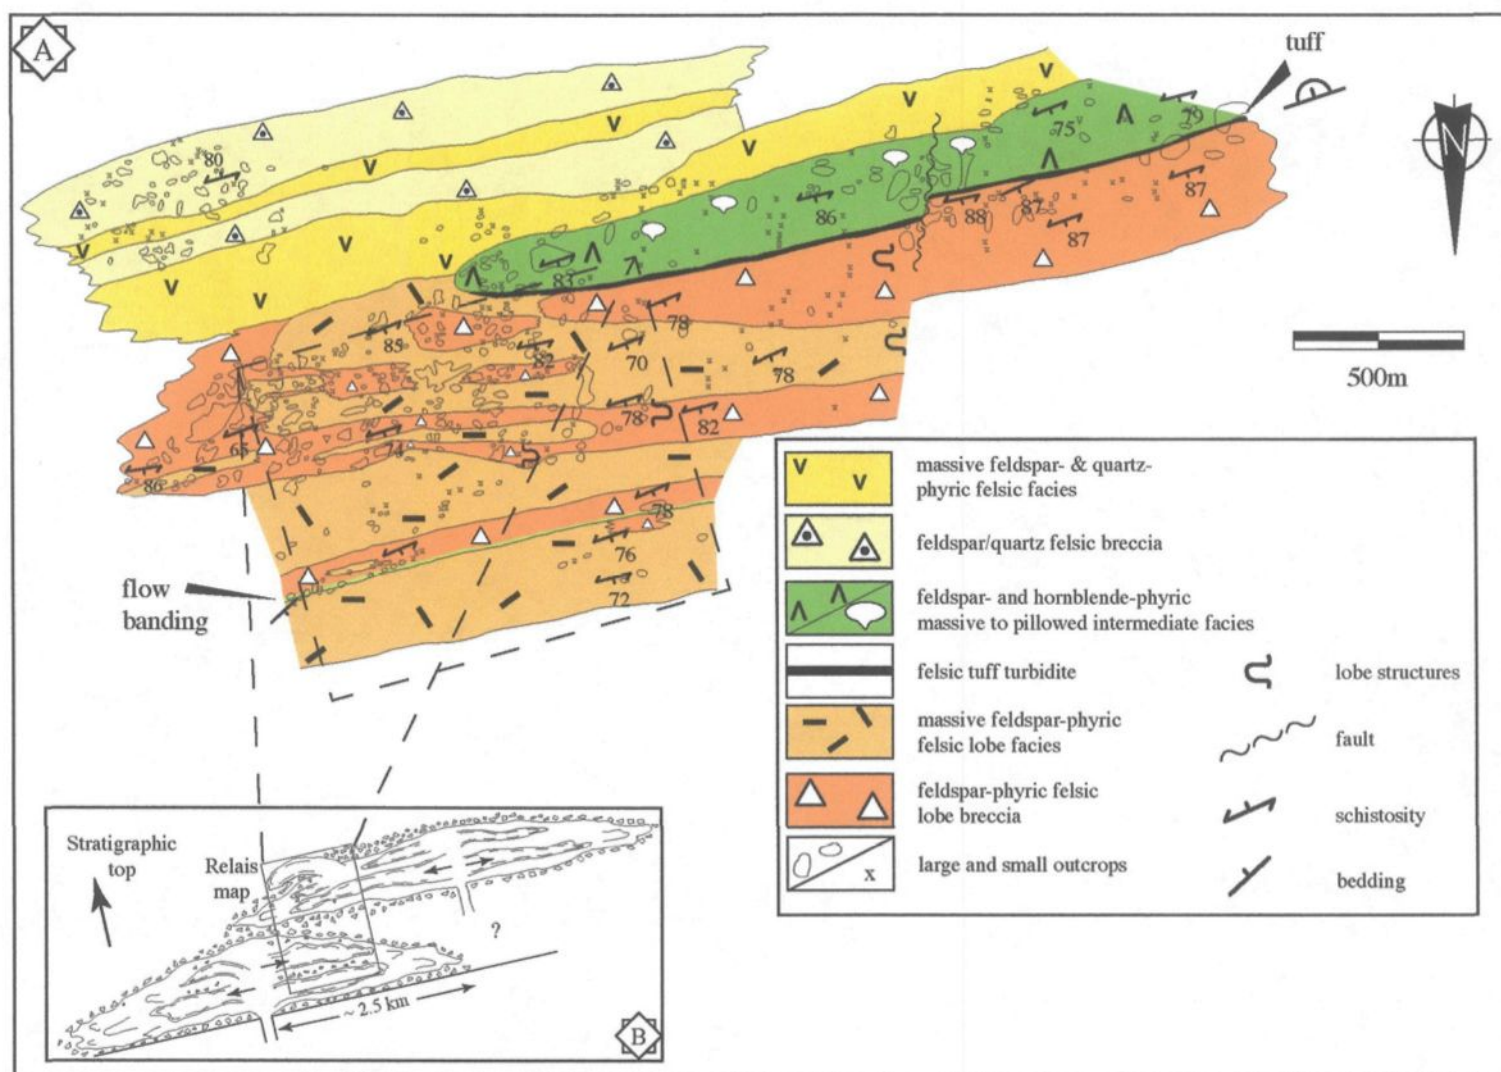 A
tuff
N
80
75
79
86
88
87
87
87
83
7
78
85
82
70
78
78
82
65
74
86
78
76
72
500m
flow
banding
massive feldspar- & quartz-
phyric felsic facies
feldspar/quartz felsic breccia
feldspar- and hornblende-phyric
massive to pillowed intermediate facies
felsic tuff turbidite
massive feldspar-phyric
felsic lobe facies
feldspar-phyric felsic
lobe breccia
large and small outcrops
x
lobe structures
fault
schistosity
bedding
Stratigraphic
top
Relais
map
?
~ 2.5 km
B